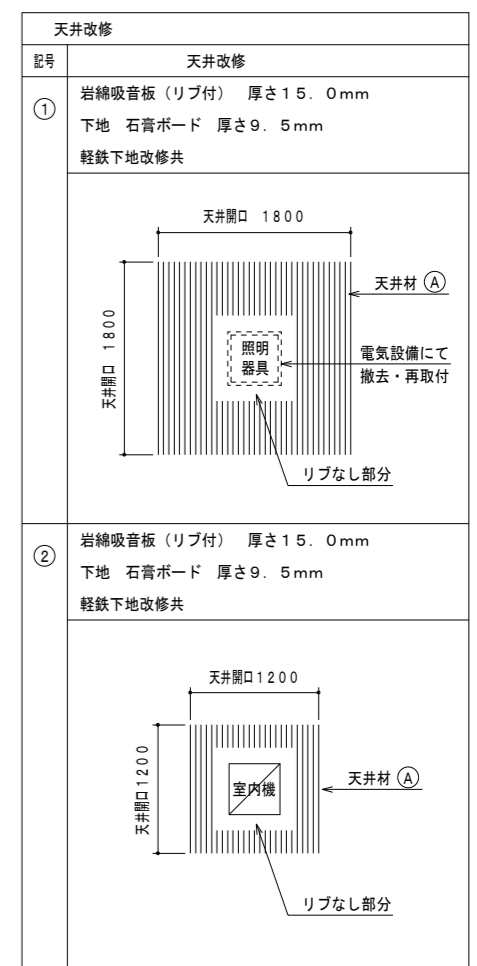 天井改修
記号 天井改修
① 岩綿吸音板（リブ付） 厚さ１５．０mm
下地 石膏ボード 厚さ９．５mm
軽鉄下地改修共
天井開口 １８００
天井材 Ⓐ
天井開口 １８００
照明
器具
電気設備にて
撤去・再取付
リブなし部分
② 岩綿吸音板（リブ付） 厚さ１５．０mm
下地 石膏ボード 厚さ９．５mm
軽鉄下地改修共
天井開口１２００
天井開口１２００
室内機
天井材 Ⓐ
リブなし部分